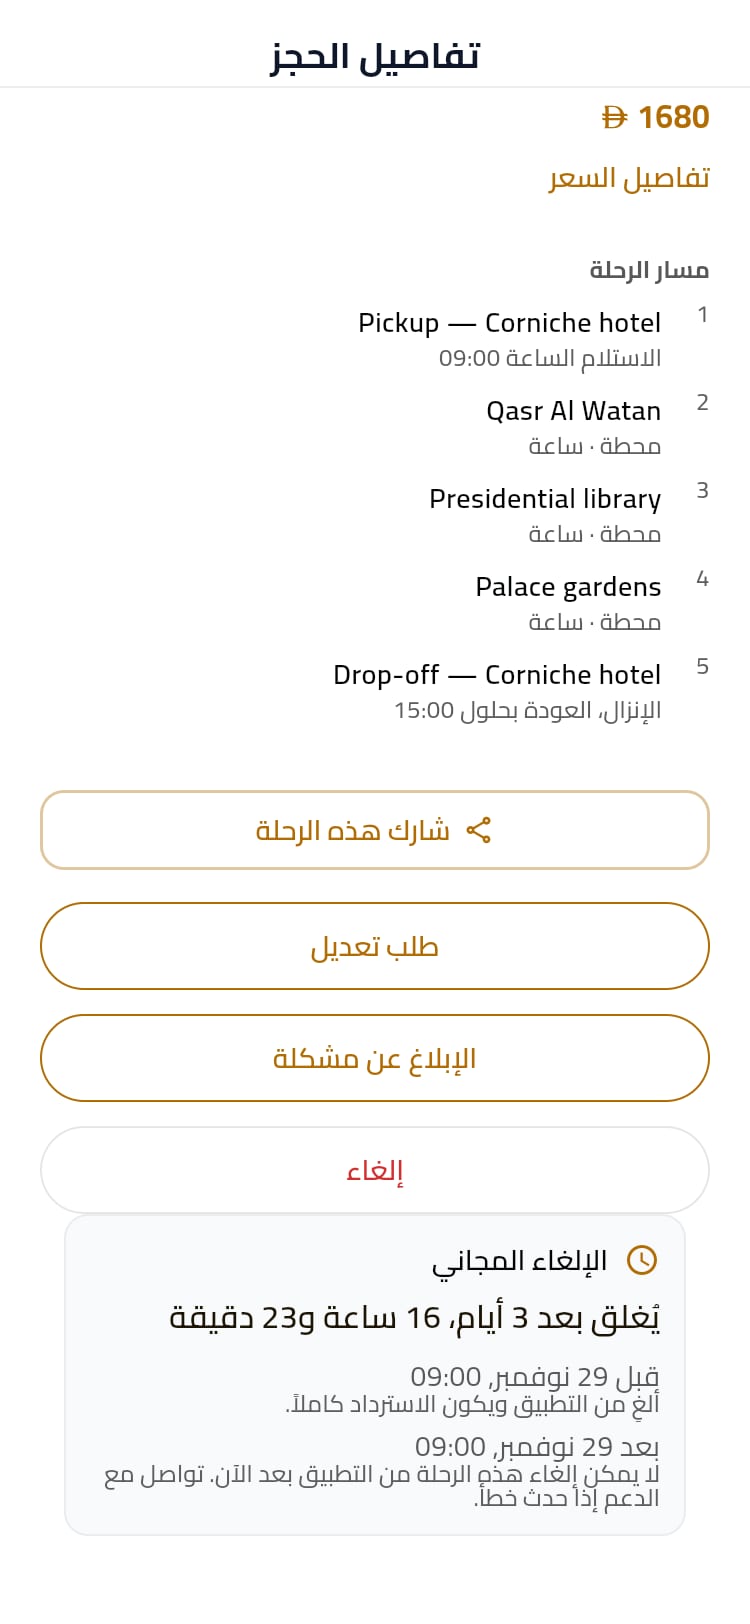 تفاصيل الحجز
1680 
تفاصيل السعر
مسار الرحلة
1
Pickup — Corniche hotel
الاستلام الساعة 09:00
2
Qasr Al Watan
محطة · ساعة
3
Presidential library
محطة · ساعة
4
Palace gardens
محطة · ساعة
5
Drop-off — Corniche hotel
الإنزال، العودة بحلول 15:00
شارك هذه الرحلة
طلب تعديل
الإبلاغ عن مشكلة
إلغاء
الإلغاء المجاني
يُغلق بعد 3 أيام، 16 ساعة و23 دقيقة
قبل 29 نوفمبر, 09:00
ألغِ من التطبيق ويكون الاسترداد كاملاً.
بعد 29 نوفمبر, 09:00
لا يمكن إلغاء هذه الرحلة من التطبيق بعد الآن. تواصل مع
الدعم إذا حدث خطأ.